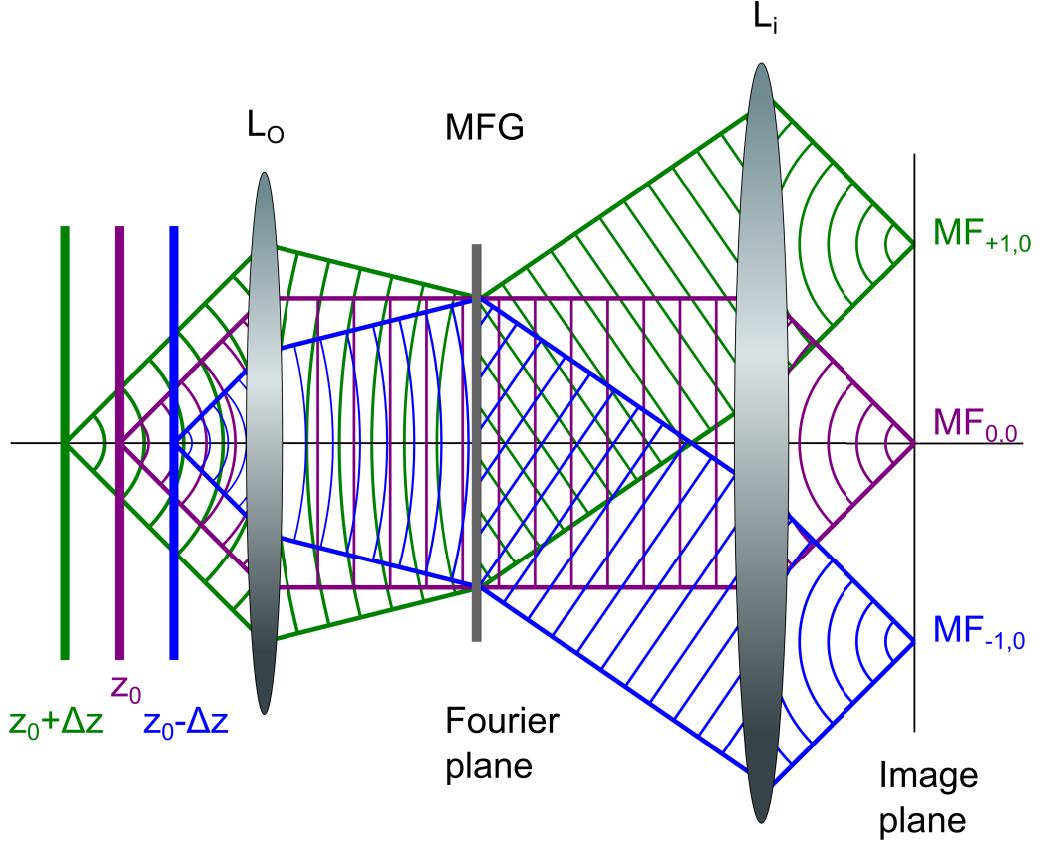 Lᵢ
L_O
MFG
MF₊₁,₀
MF₀,₀
MF₋₁,₀
z₀
z₀+Δz
z₀-Δz
Fourier
plane
Image
plane